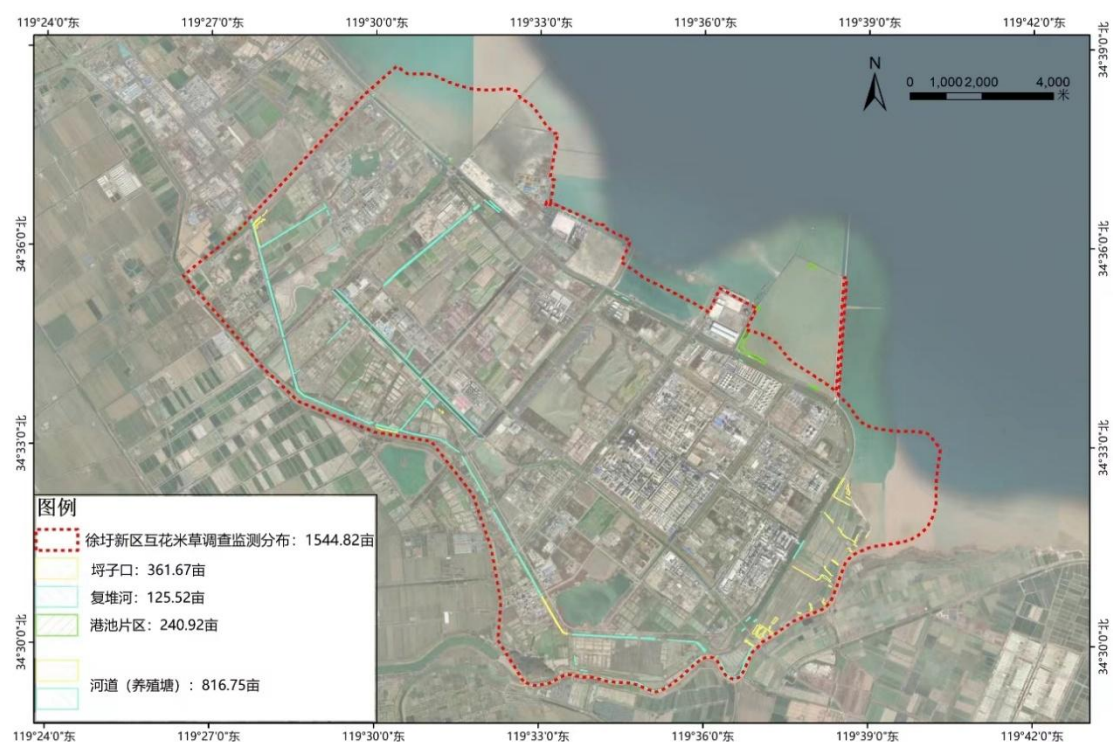 119°24'0"东 119°27'0"东 119°30'0"东 119°33'0"东 119°36'0"东 119°39'0"东 119°42'0"东
34°39'0"北
N
0 1,000 2,000 4,000
米
34°36'0"北 34°36'0"北
34°33'0"北 34°33'0"北
图例
徐圩新区互花米草调查监测分布：1544.82亩
埒子口：361.67亩
复堆河：125.52亩
港池片区：240.92亩
河道（养殖塘）：816.75亩
34°30'0"北 34°30'0"北
119°24'0"东 119°27'0"东 119°30'0"东 119°33'0"东 119°36'0"东 119°39'0"东 119°42'0"东